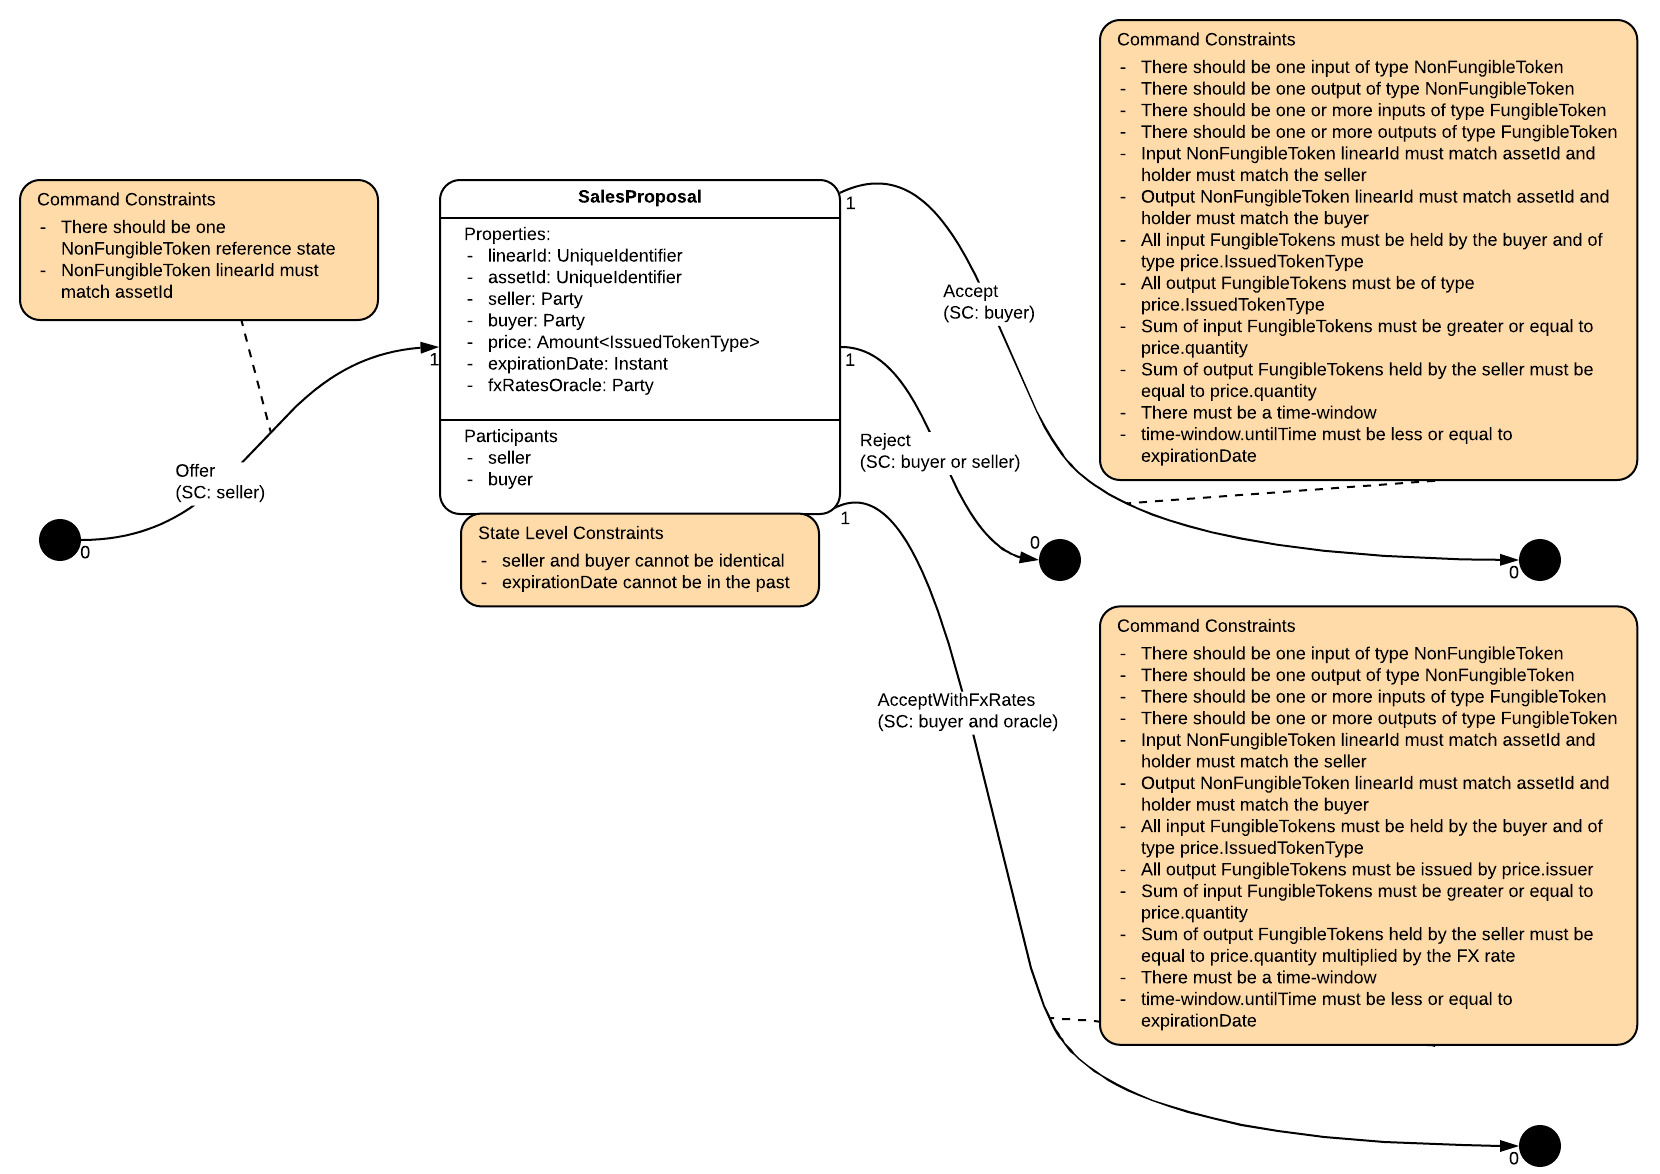 Command Constraints
- There should be one
NonFungibleToken reference state
- NonFungibleToken linearId must
match assetId
Offer
(SC: seller)
0
1
SalesProposal
Properties:
- linearId: UniqueIdentifier
- assetId: UniqueIdentifier
- seller: Party
- buyer: Party
- price: Amount<IssuedTokenType>
- expirationDate: Instant
- fxRatesOracle: Party
Participants
- seller
- buyer
State Level Constraints
- seller and buyer cannot be identical
- expirationDate cannot be in the past
1
Accept
(SC: buyer)
0
1
Reject
(SC: buyer or seller)
0
1
AcceptWithFxRates
(SC: buyer and oracle)
0
Command Constraints
- There should be one input of type NonFungibleToken
- There should be one output of type NonFungibleToken
- There should be one or more inputs of type FungibleToken
- There should be one or more outputs of type FungibleToken
- Input NonFungibleToken linearId must match assetId and
holder must match the seller
- Output NonFungibleToken linearId must match assetId and
holder must match the buyer
- All input FungibleTokens must be held by the buyer and of
type price.IssuedTokenType
- All output FungibleTokens must be of type
price.IssuedTokenType
- Sum of input FungibleTokens must be greater or equal to
price.quantity
- Sum of output FungibleTokens held by the seller must be
equal to price.quantity
- There must be a time-window
- time-window.untilTime must be less or equal to
expirationDate
Command Constraints
- There should be one input of type NonFungibleToken
- There should be one output of type NonFungibleToken
- There should be one or more inputs of type FungibleToken
- There should be one or more outputs of type FungibleToken
- Input NonFungibleToken linearId must match assetId and
holder must match the seller
- Output NonFungibleToken linearId must match assetId and
holder must match the buyer
- All input FungibleTokens must be held by the buyer and of
type price.IssuedTokenType
- All output FungibleTokens must be issued by price.issuer
- Sum of input FungibleTokens must be greater or equal to
price.quantity
- Sum of output FungibleTokens held by the seller must be
equal to price.quantity multiplied by the FX rate
- There must be a time-window
- time-window.untilTime must be less or equal to
expirationDate